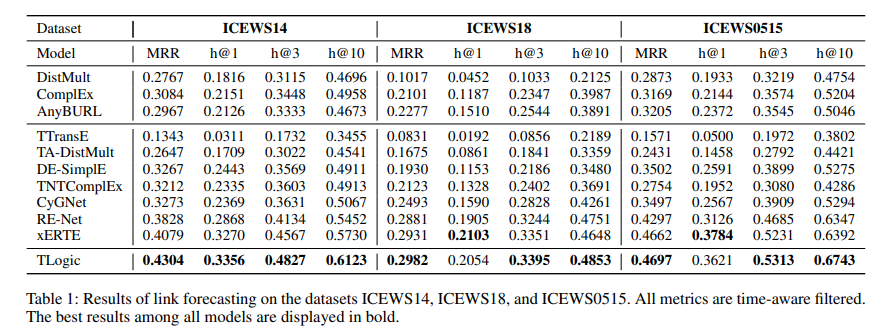 Dataset ICEWS14 ICEWS18 ICEWS0515
Model MRR h@1 h@3 h@10 MRR h@1 h@3 h@10 MRR h@1 h@3 h@10
DistMult 0.2767 0.1816 0.3115 0.4696 0.1017 0.0452 0.1033 0.2125 0.2873 0.1933 0.3219 0.4754
ComplEx 0.3084 0.2151 0.3448 0.4958 0.2101 0.1187 0.2347 0.3987 0.3169 0.2144 0.3574 0.5204
AnyBURL 0.2967 0.2126 0.3333 0.4673 0.2277 0.1510 0.2544 0.3891 0.3205 0.2372 0.3545 0.5046
TTransE 0.1343 0.0311 0.1732 0.3455 0.0831 0.0192 0.0856 0.2189 0.1571 0.0500 0.1972 0.3802
TA-DistMult 0.2647 0.1709 0.3022 0.4541 0.1675 0.0861 0.1841 0.3359 0.2431 0.1458 0.2792 0.4421
DE-SimplE 0.3267 0.2443 0.3569 0.4911 0.1930 0.1153 0.2186 0.3480 0.3502 0.2591 0.3899 0.5275
TNTComplEx 0.3212 0.2335 0.3603 0.4913 0.2123 0.1328 0.2402 0.3691 0.2754 0.1952 0.3080 0.4286
CyGNet 0.3273 0.2369 0.3631 0.5067 0.2493 0.1590 0.2828 0.4261 0.3497 0.2567 0.3909 0.5294
RE-Net 0.3828 0.2868 0.4134 0.5452 0.2881 0.1905 0.3244 0.4751 0.4297 0.3126 0.4685 0.6347
xERTE 0.4079 0.3270 0.4567 0.5730 0.2931 0.2103 0.3351 0.4648 0.4662 0.3784 0.5231 0.6392
TLogic 0.4304 0.3356 0.4827 0.6123 0.2982 0.2054 0.3395 0.4853 0.4697 0.3621 0.5313 0.6743
Table 1: Results of link forecasting on the datasets ICEWS14, ICEWS18, and ICEWS0515. All metrics are time-aware filtered.
The best results among all models are displayed in bold.